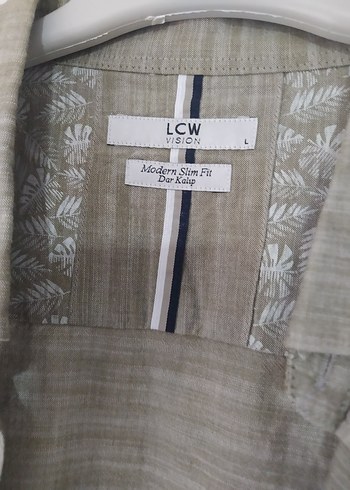 LCW
VISION
L
Modern Slim Fit
Dar Kalıp